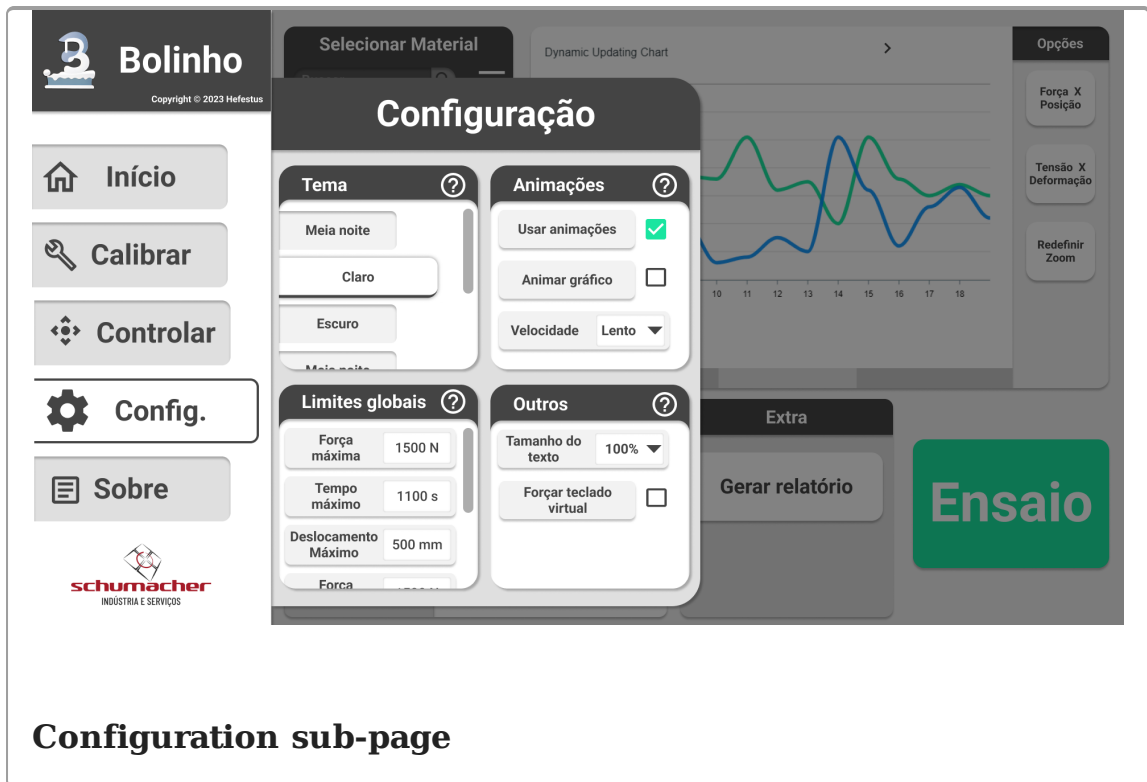 Bolinho
Copyright © 2023 Hefestus
Início
Calibrar
Controlar
Config.
Sobre
schumacher
INDÚSTRIA E SERVIÇOS
Selecionar Material
Configuração
Tema
Meia noite
Claro
Escuro
Meia noite
Animações
Usar animações
Animar gráfico
Velocidade Lento
Limites globais
Força
máxima
1500 N
Tempo
máximo
1100 s
Deslocamento
Máximo
500 mm
Força
Outros
Tamanho do
texto
100%
Forçar teclado
virtual
Dynamic Updating Chart
10 11 12 13 14 15 16 17 18
Opções
Força X
Posição
Tensão X
Deformação
Redefinir
Zoom
Extra
Gerar relatório
Ensaio
Configuration sub-page